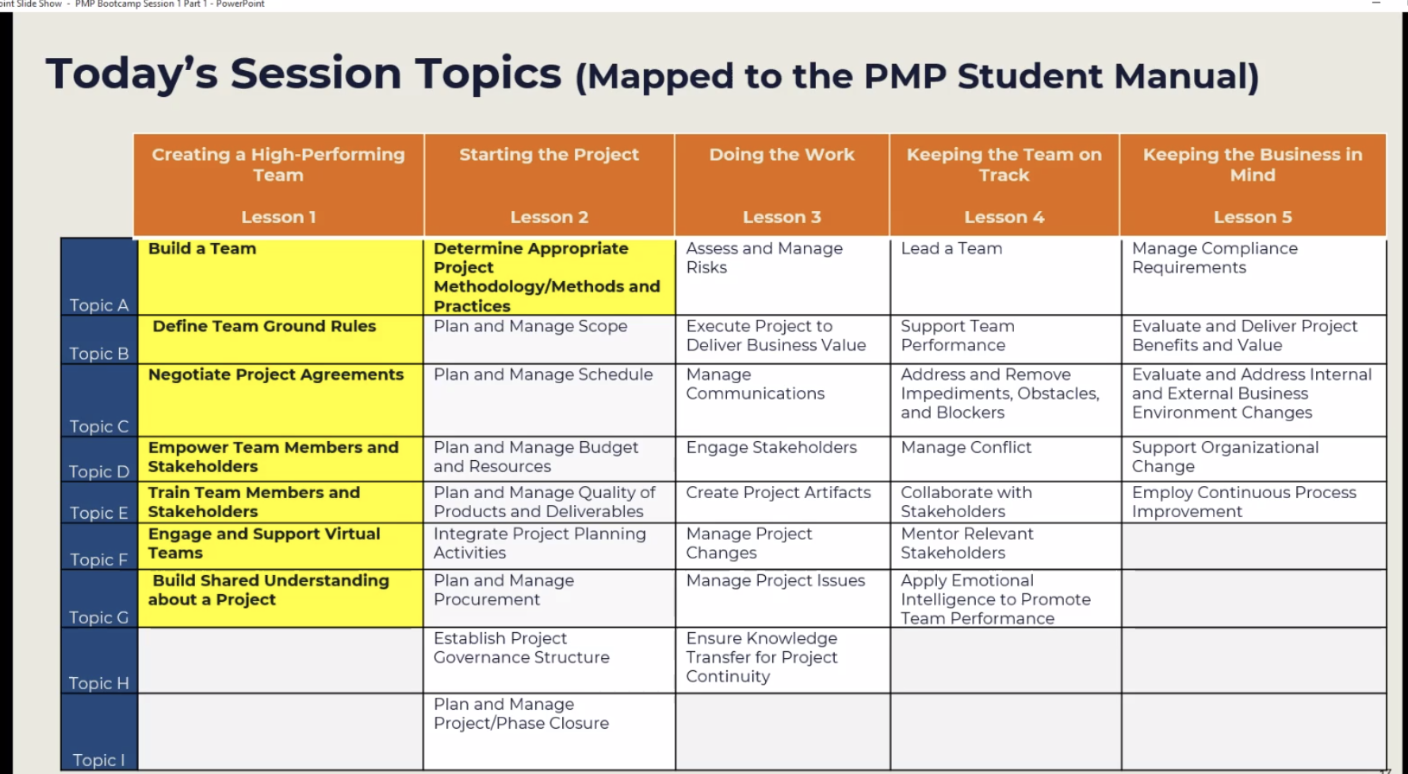 oint Slide Show - PMP Bootcamp Session 1 Part 1 - PowerPoint
Today's Session Topics (Mapped to the PMP Student Manual)
Creating a High-Performing
Team
Lesson 1
Starting the Project
Lesson 2
Doing the Work
Lesson 3
Keeping the Team on
Track
Lesson 4
Keeping the Business in
Mind
Lesson 5
Topic A
Build a Team
Determine Appropriate
Project
Methodology/Methods and
Practices
Assess and Manage
Risks
Lead a Team
Manage Compliance
Requirements
Topic B
Define Team Ground Rules
Plan and Manage Scope
Execute Project to
Deliver Business Value
Support Team
Performance
Evaluate and Deliver Project
Benefits and Value
Topic C
Negotiate Project Agreements
Plan and Manage Schedule
Manage
Communications
Address and Remove
Impediments, Obstacles,
and Blockers
Evaluate and Address Internal
and External Business
Environment Changes
Topic D
Empower Team Members and
Stakeholders
Plan and Manage Budget
and Resources
Engage Stakeholders
Manage Conflict
Support Organizational
Change
Topic E
Train Team Members and
Stakeholders
Plan and Manage Quality of
Products and Deliverables
Create Project Artifacts
Collaborate with
Stakeholders
Employ Continuous Process
Improvement
Topic F
Engage and Support Virtual
Teams
Integrate Project Planning
Activities
Manage Project
Changes
Mentor Relevant
Stakeholders
Topic G
Build Shared Understanding
about a Project
Plan and Manage
Procurement
Manage Project Issues
Apply Emotional
Intelligence to Promote
Team Performance
Topic H
Establish Project
Governance Structure
Ensure Knowledge
Transfer for Project
Continuity
Topic I
Plan and Manage
Project/Phase Closure